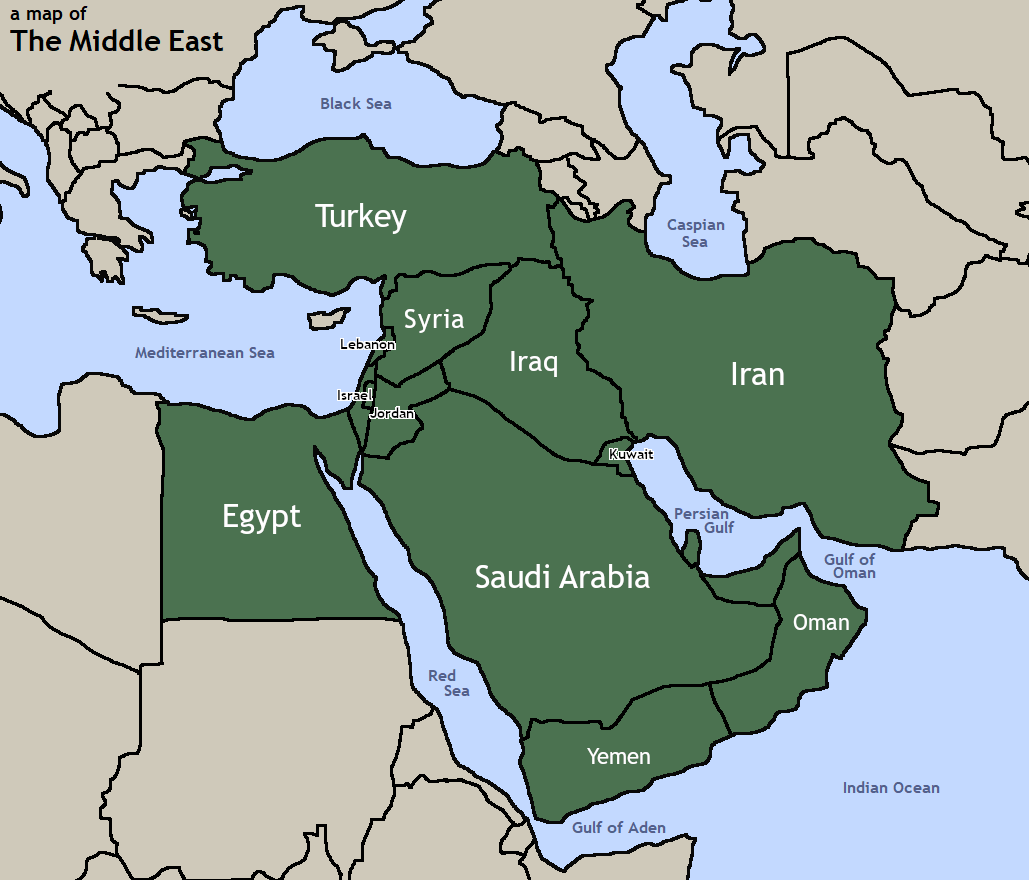 a map of
The Middle East
Black Sea
Turkey
Caspian
Sea
Syria
Lebanon
Mediterranean Sea
Iraq
Iran
Israel
Jordan
Kuwait
Egypt
Persian
Gulf
Saudi Arabia
Gulf of
Oman
Oman
Red
Sea
Yemen
Indian Ocean
Gulf of Aden